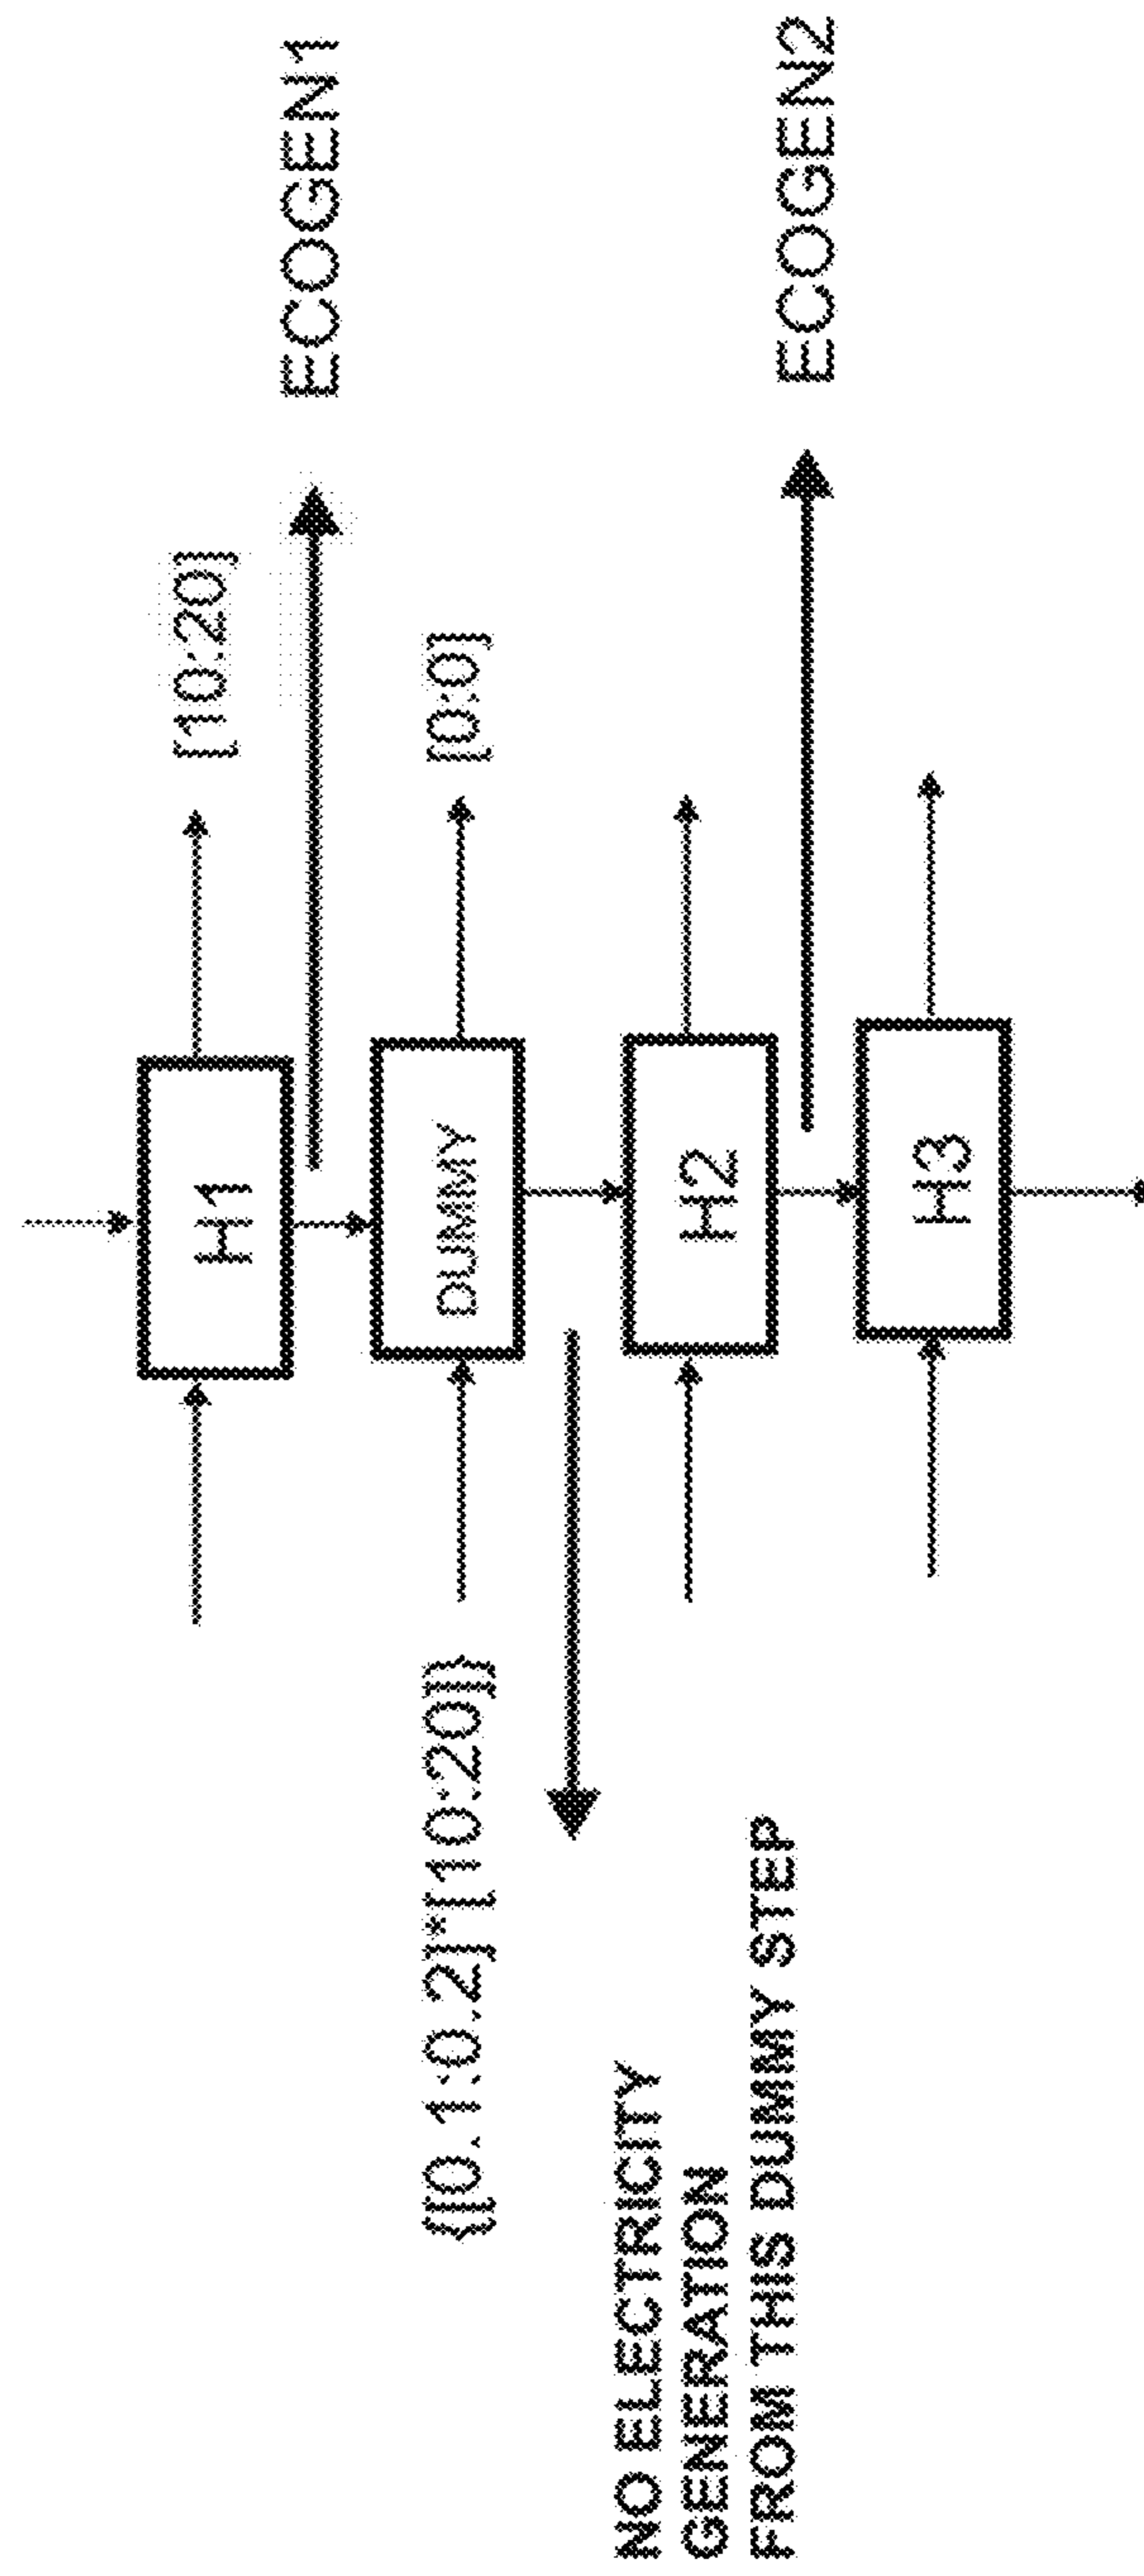 [10:20]
H1
ECOGEN1
{[0.1:0.2]*[10:20]}
DUMMY
[0:0]
NO ELECTRICITY
GENERATION
FROM THIS DUMMY STEP
H2
ECOGEN2
H3